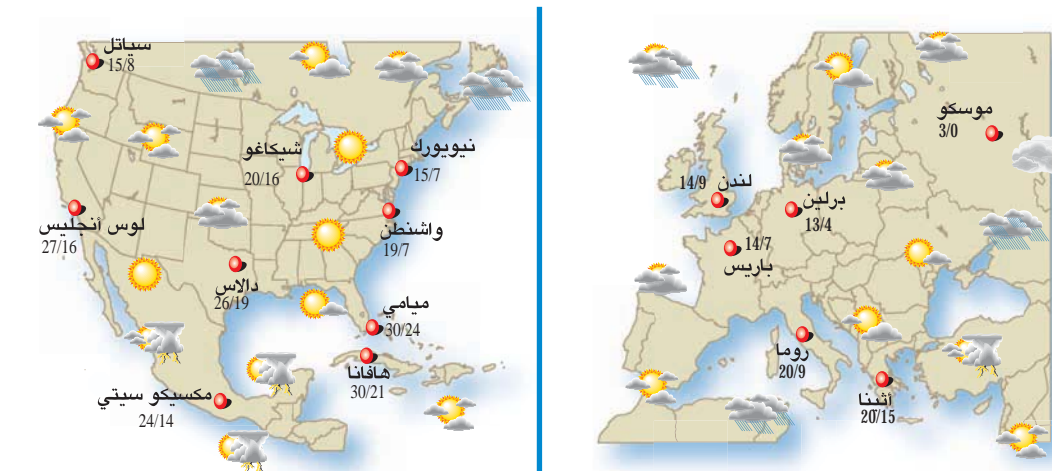 سياتل
15/8
شيكاغو
20/16
نيويورك
15/7
لوس أنجليس
27/16
واشنطن
19/7
دالاس
26/19
ميامي
30/24
هافانا
30/21
مكسيكو سيتي
24/14
موسكو
3/0
لندن
14/9
درلين
13/4
14/7
باريس
روما
20/9
أثينا
20/15